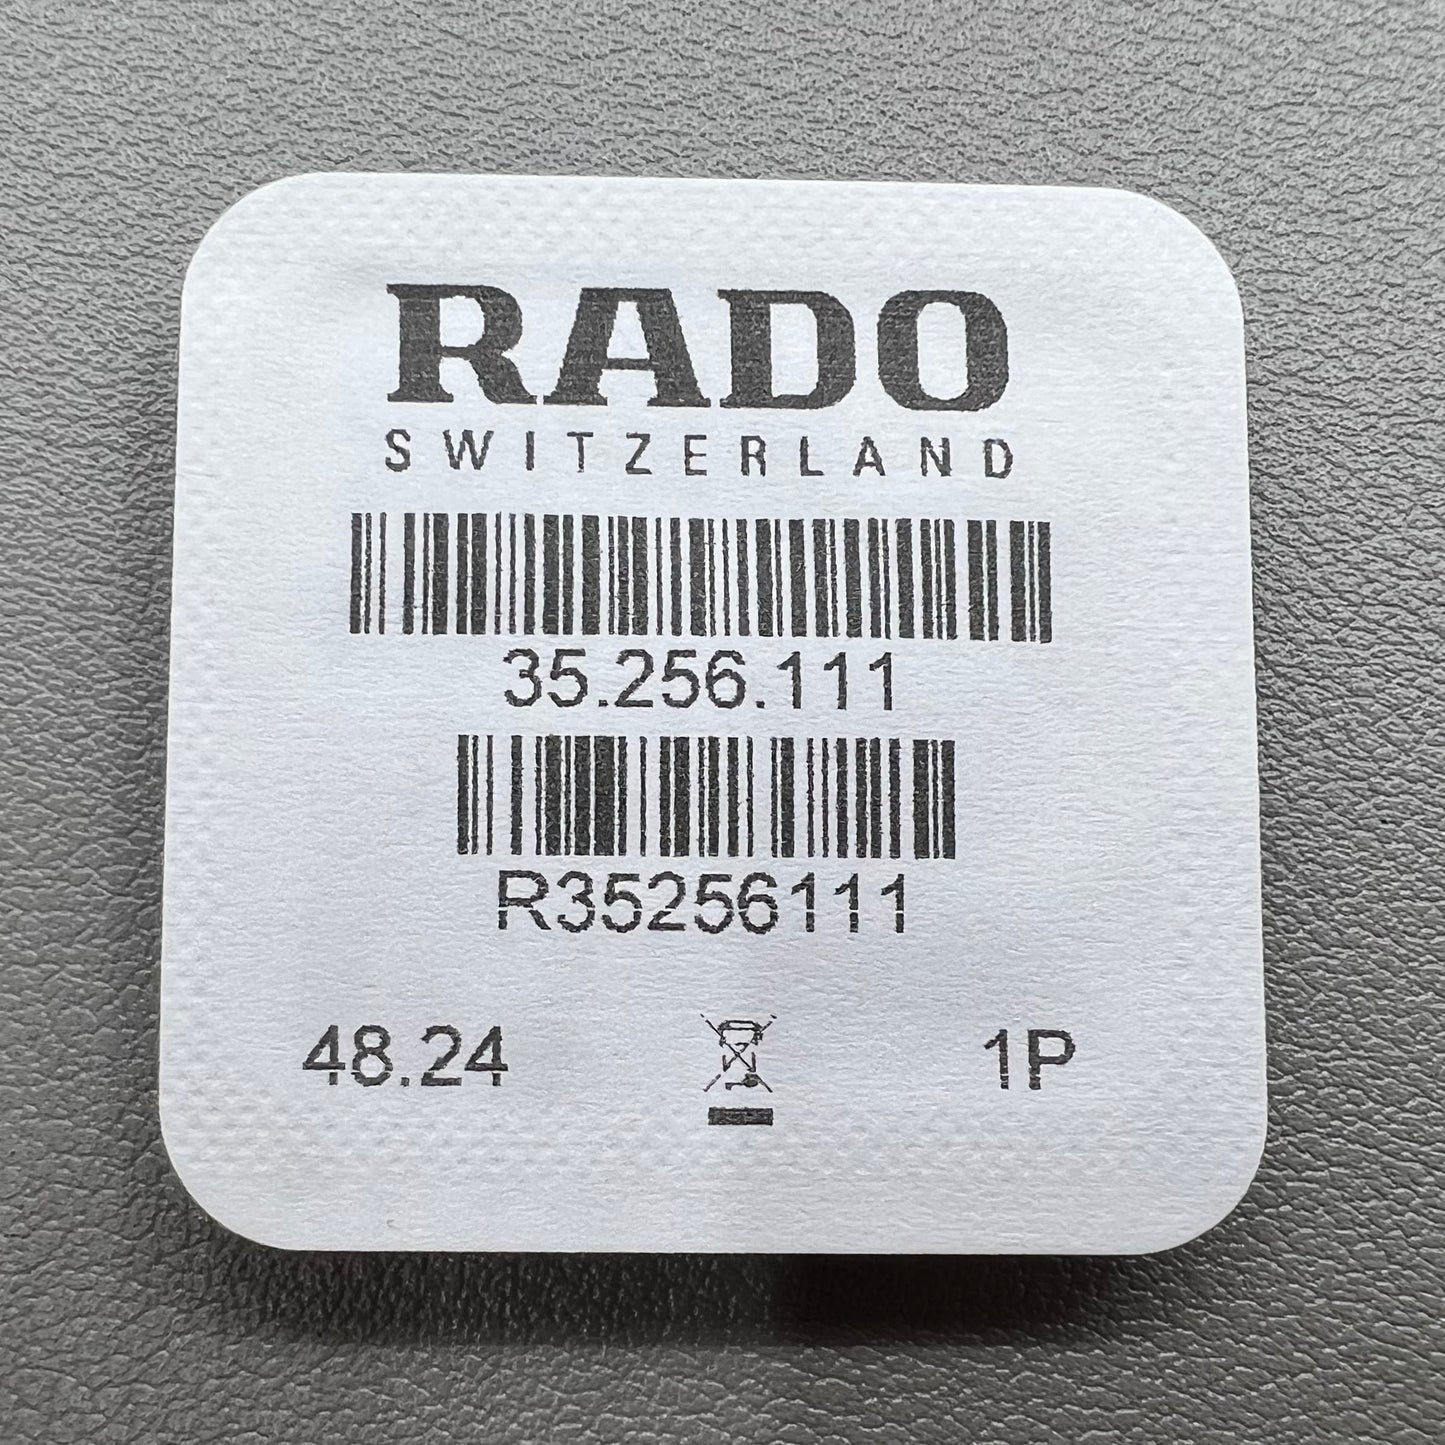 RADO
SWITZERLAND
35.256.111
R35256111
48.24 1P